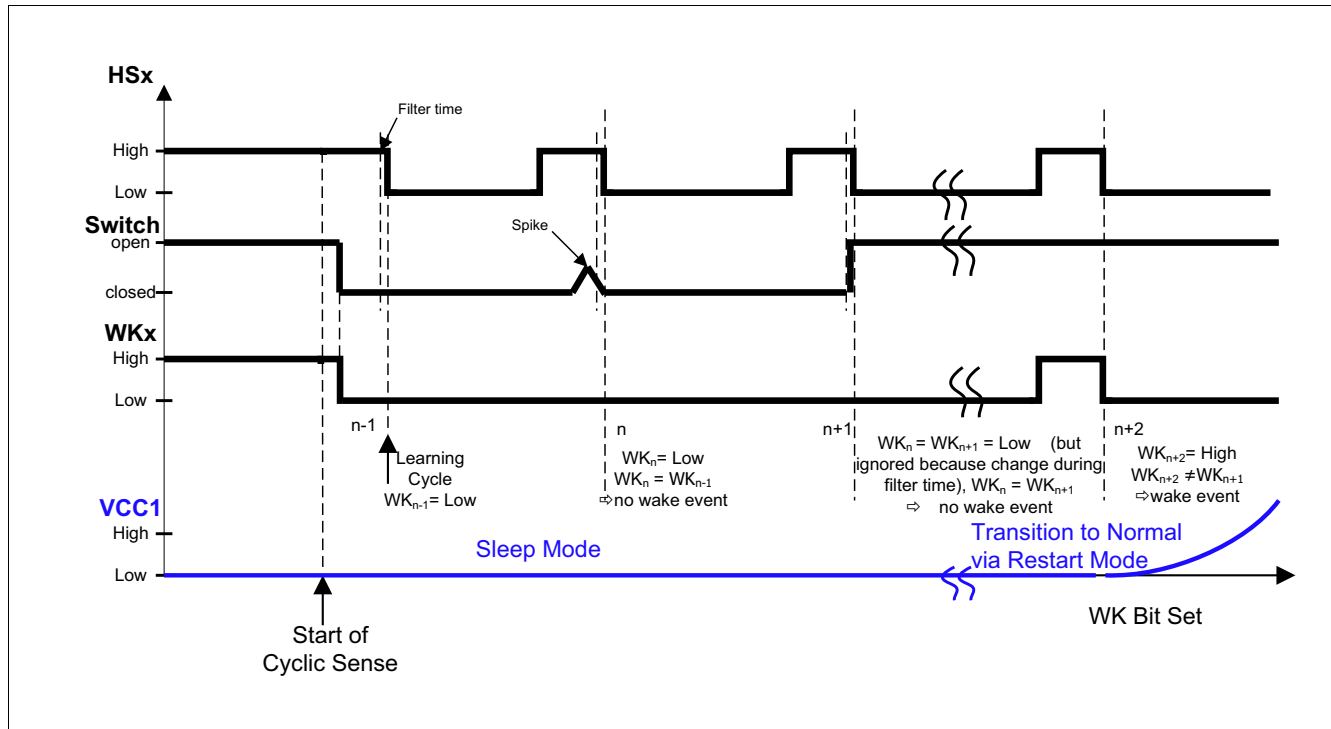 HSx
Filter time
High
Low
Switch
open
Spike
closed
WKx
High
Low
n-1
n
n+1
n+2
Learning
Cycle
WKₙ₋₁= Low
WKₙ= Low
WKₙ = WKₙ₋₁
⇨no wake event
WKₙ = WKₙ₊₁ = Low (but
ignored because change during
filter time), WKₙ = WKₙ₊₁
⇨ no wake event
WKₙ₊₂= High
WKₙ₊₂ ≠WKₙ₊₁
⇨wake event
VCC1
High
Low
Sleep Mode
Transition to Normal
via Restart Mode
Start of
Cyclic Sense
WK Bit Set